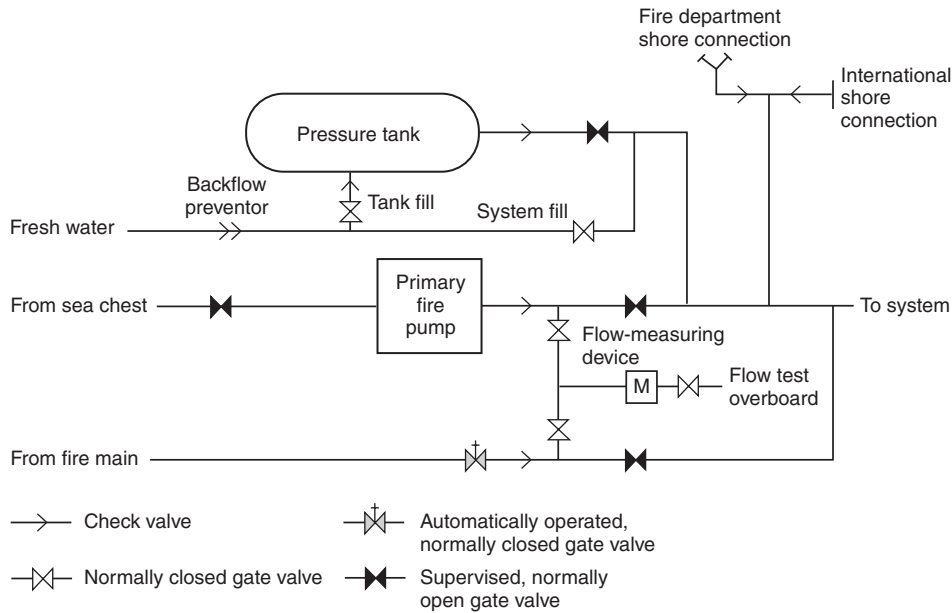 Fire department
shore connection
International
shore
connection
Pressure tank
Backflow
preventor
Tank fill
System fill
Fresh water
Primary
fire
pump
From sea chest
To system
Flow-measuring
device
M
Flow test
overboard
From fire main
Check valve
Automatically operated,
normally closed gate valve
Normally closed gate valve
Supervised, normally
open gate valve